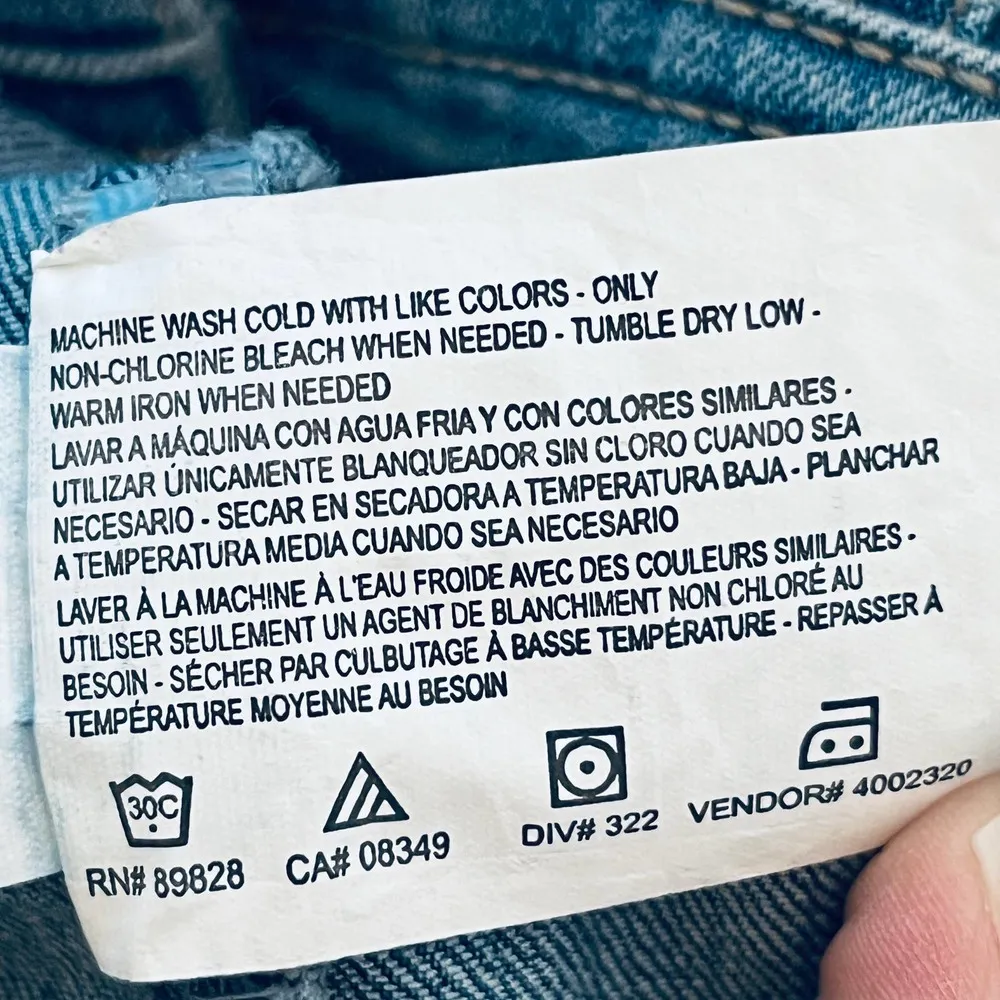 MACHINE WASH COLD WITH LIKE COLORS - ONLY
NON-CHLORINE BLEACH WHEN NEEDED - TUMBLE DRY LOW -
WARM IRON WHEN NEEDED
LAVAR A MÁQUINA CON AGUA FRIA Y CON COLORES SIMILARES -
UTILIZAR ÚNICAMENTE BLANQUEADOR SIN CLORO CUANDO SEA
NECESARIO - SECAR EN SECADORA A TEMPERATURA BAJA - PLANCHAR
A TEMPERATURA MEDIA CUANDO SEA NECESARIO
LAVER À LA MACHINE À L'EAU FROIDE AVEC DES COULEURS SIMILAIRES -
UTILISER SEULEMENT UN AGENT DE BLANCHIMENT NON CHLORÉ AU
BESOIN - SÉCHER PAR CULBUTAGE À BASSE TEMPÉRATURE - REPASSER À
TEMPÉRATURE MOYENNE AU BESOIN
30C
RN# 89828 CA# 08349 DIV# 322 VENDOR# 4002320